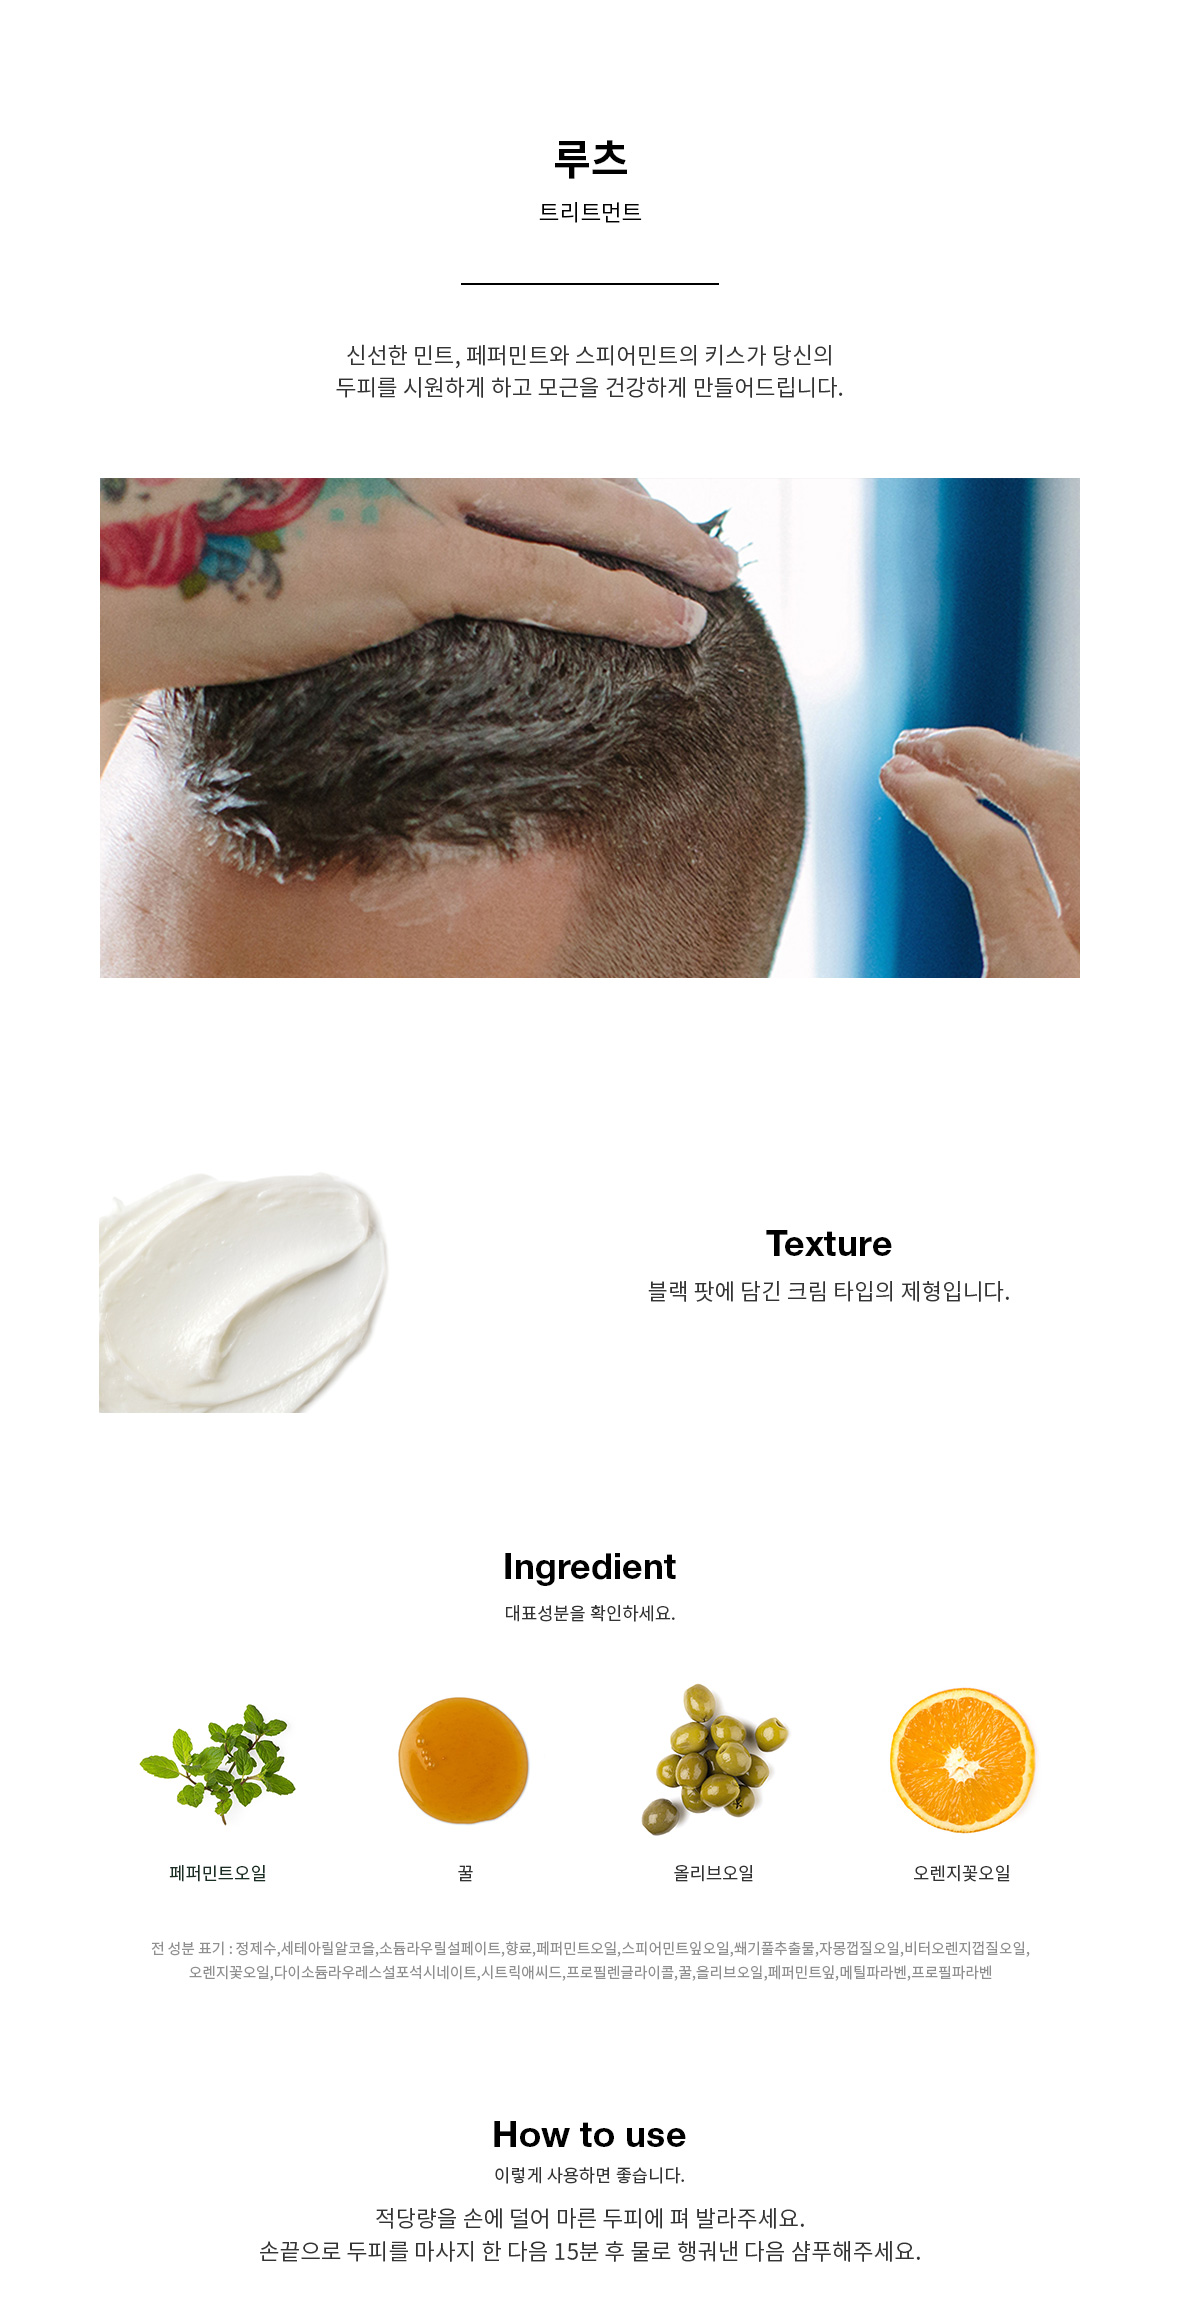 루츠
트리트먼트
신선한 민트, 페퍼민트와 스피어민트의 키스가 당신의
두피를 시원하게 하고 모근을 건강하게 만들어드립니다.
Texture
블랙 팟에 담긴 크림 타입의 제형입니다.
Ingredient
대표성분을 확인하세요.
페퍼민트오일
꿀
올리브오일
오렌지꽃오일
전 성분 표기 : 정제수,세테아릴알코올,소듐라우릴설페이트,향료,페퍼민트오일,스피어민트잎오일,쐐기풀추출물,자몽껍질오일,비터오렌지껍질오일,
오렌지꽃오일,다이소듐라우레스설포석시네이트,시트릭애씨드,프로필렌글라이콜,꿀,올리브오일,페퍼민트잎,메틸파라벤,프로필파라벤
How to use
이렇게 사용하면 좋습니다.
적당량을 손에 덜어 마른 두피에 펴 발라주세요.
손끝으로 두피를 마사지 한 다음 15분 후 물로 행궈낸 다음 샴푸해주세요.